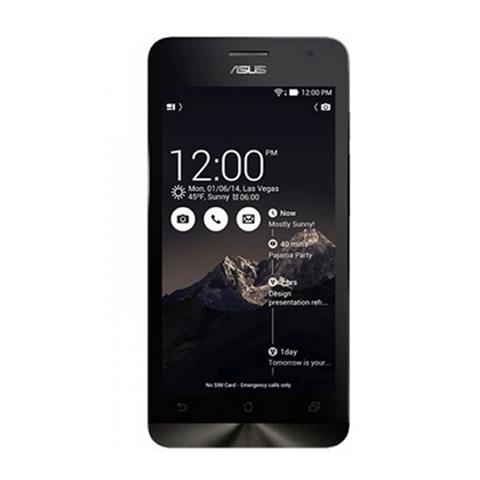 ASUS
12:00 PM
12:00 PM
Mon, 01/06/14, Las Vegas
45°F, Sunny 06:00
Now
Mostly Sunny!
40 mins
Pajama Party
Design
presentation reh...
1day
Tomorrow is your...
No SIM Card - Emergency calls only